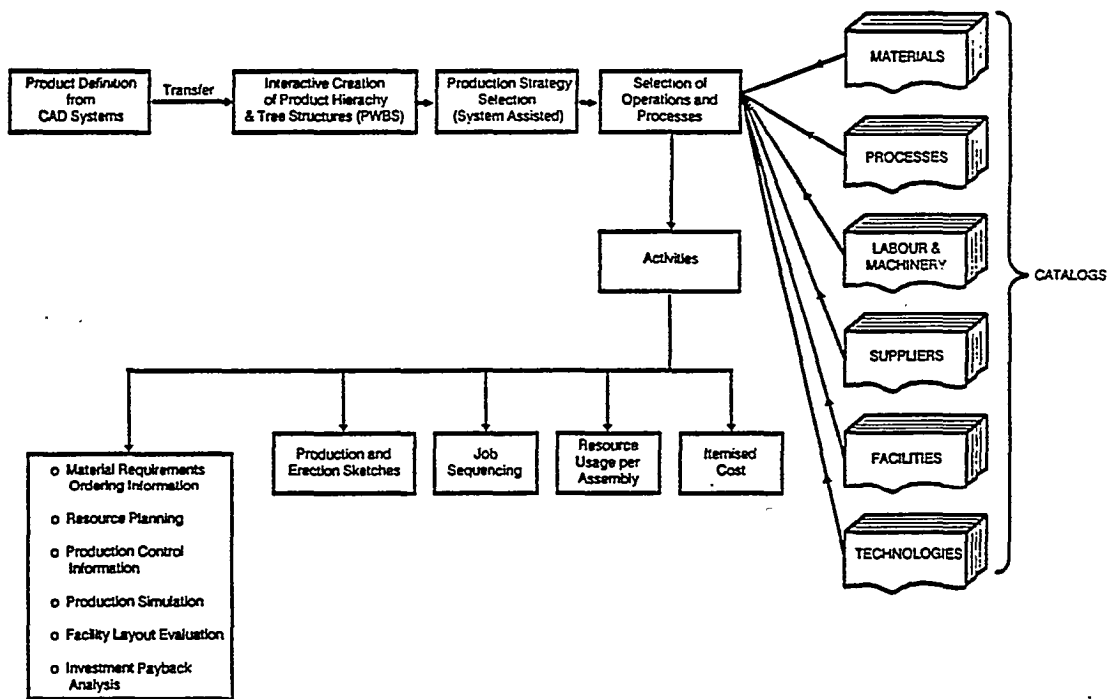 Product Definition
from
CAD Systems
Transfer
Interactive Creation
of Product Hierachy
& Tree Structures (PWBS)
Production Strategy
Selection
(System Assisted)
Selection of
Operations and
Processes
MATERIALS
PROCESSES
LABOUR &
MACHINERY
SUPPLIERS
FACILITIES
TECHNOLOGIES
CATALOGS
Activities
o Material Requirements
Ordering Information
o Resource Planning
o Production Control
Information
o Production Simulation
o Facility Layout Evaluation
o Investment Payback
Analysis
Production and
Erection Sketches
Job
Sequencing
Resource
Usage per
Assembly
Itemised
Cost